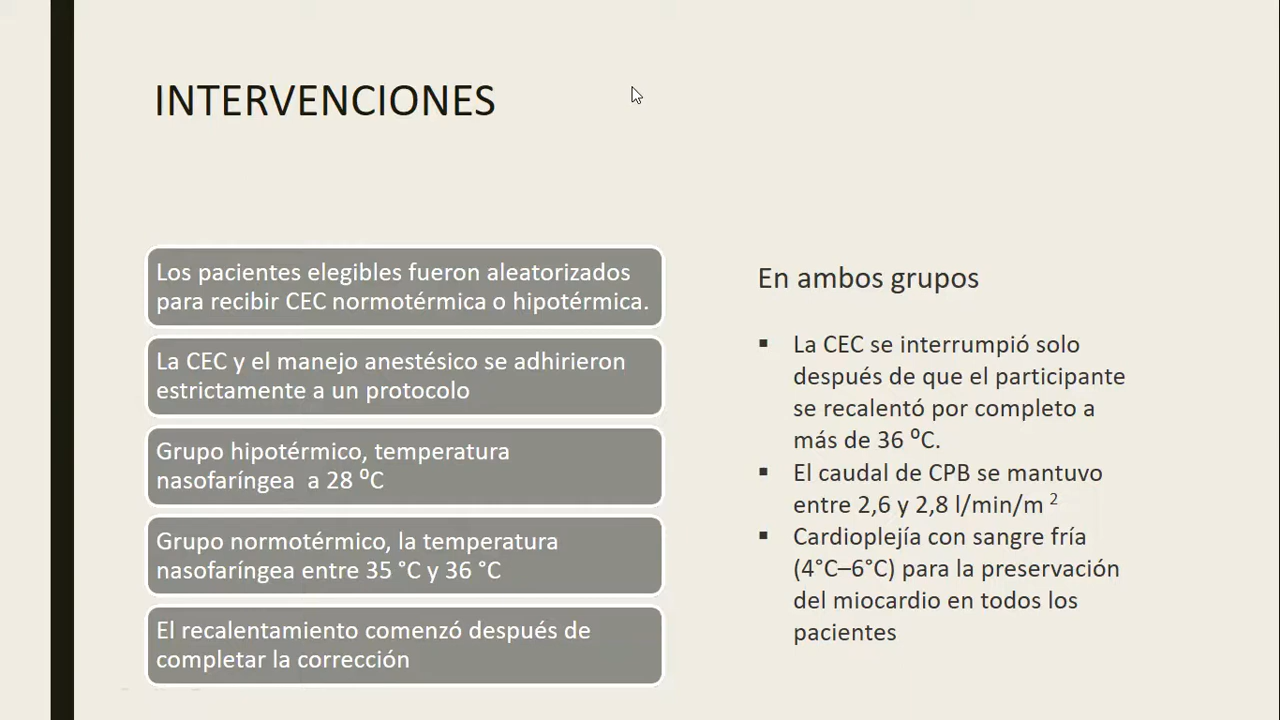 INTERVENCIONES
Los pacientes elegibles fueron aleatorizados
para recibir CEC normotérmica o hipotérmica.
La CEC y el manejo anestésico se adhirieron
estrictamente a un protocolo
Grupo hipotérmico, temperatura
nasofaríngea  a 28 ⁰C
Grupo normotérmico, la temperatura
nasofaríngea entre 35 °C y 36 °C
El recalentamiento comenzó después de
completar la corrección
En ambos grupos
▪ La CEC se interrumpió solo
después de que el participante
se recalentó por completo a
más de 36 ⁰C.
▪ El caudal de CPB se mantuvo
entre 2,6 y 2,8 l/min/m ²
▪ Cardioplejía con sangre fría
(4°C–6°C) para la preservación
del miocardio en todos los
pacientes